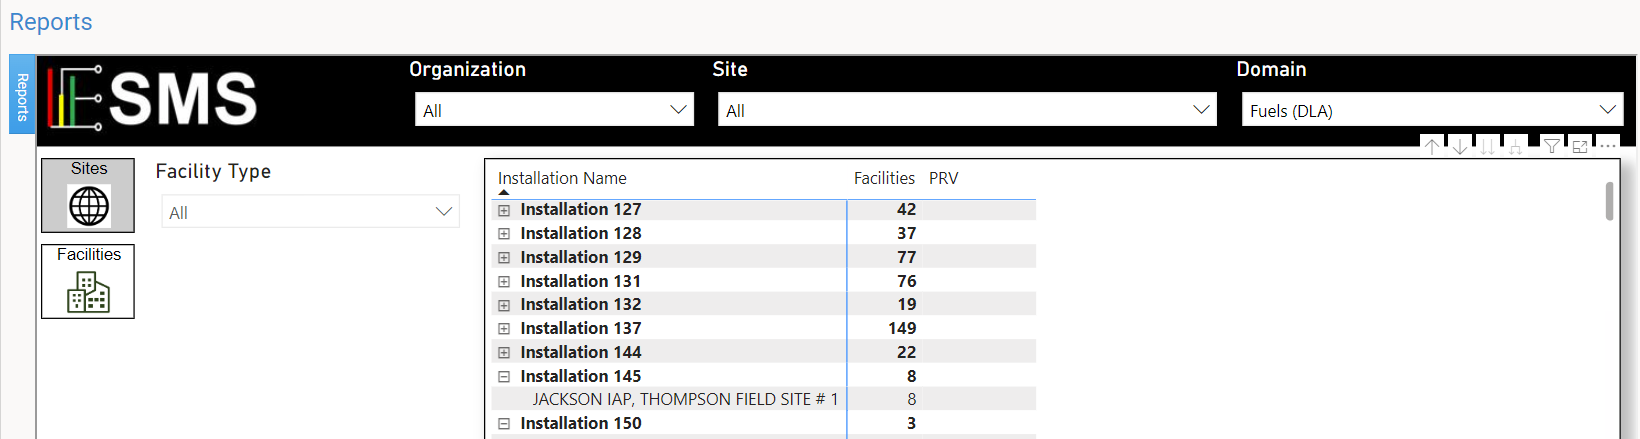 Reports
Reports
SMS
Organization Site Domain
All All Fuels (DLA)
Sites
Facility Type
All
Facilities
Installation Name Facilities PRV
Installation 127 42
Installation 128 37
Installation 129 77
Installation 131 76
Installation 132 19
Installation 137 149
Installation 144 22
Installation 145 8
JACKSON IAP, THOMPSON FIELD SITE # 1 8
Installation 150 3